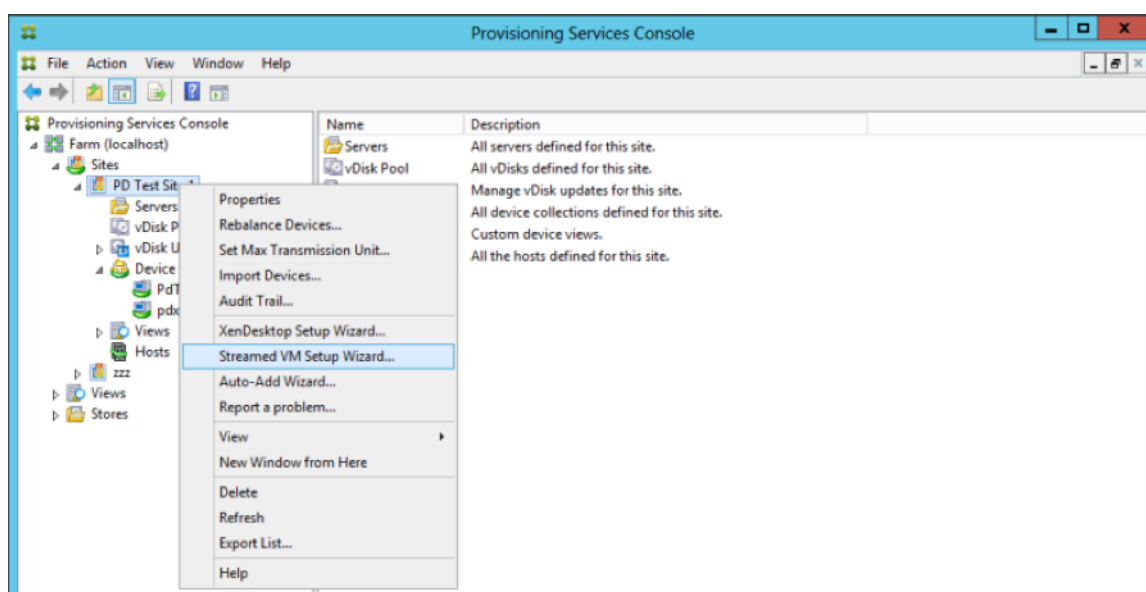 Provisioning Services Console
File Action View Window Help
Provisioning Services Console
Farm (localhost)
Sites
PD Test
Servers
vDisk P
vDisk U
Device
PdT
pdx
Views
Hosts
zzz
Views
Stores
Name Description
Servers All servers defined for this site.
vDisk Pool All vDisks defined for this site.
Manage vDisk updates for this site.
All device collections defined for this site.
Custom device views.
All the hosts defined for this site.
Properties
Rebalance Devices...
Set Max Transmission Unit...
Import Devices...
Audit Trail...
XenDesktop Setup Wizard...
Streamed VM Setup Wizard...
Auto-Add Wizard...
Report a problem...
View
New Window from Here
Delete
Refresh
Export List...
Help